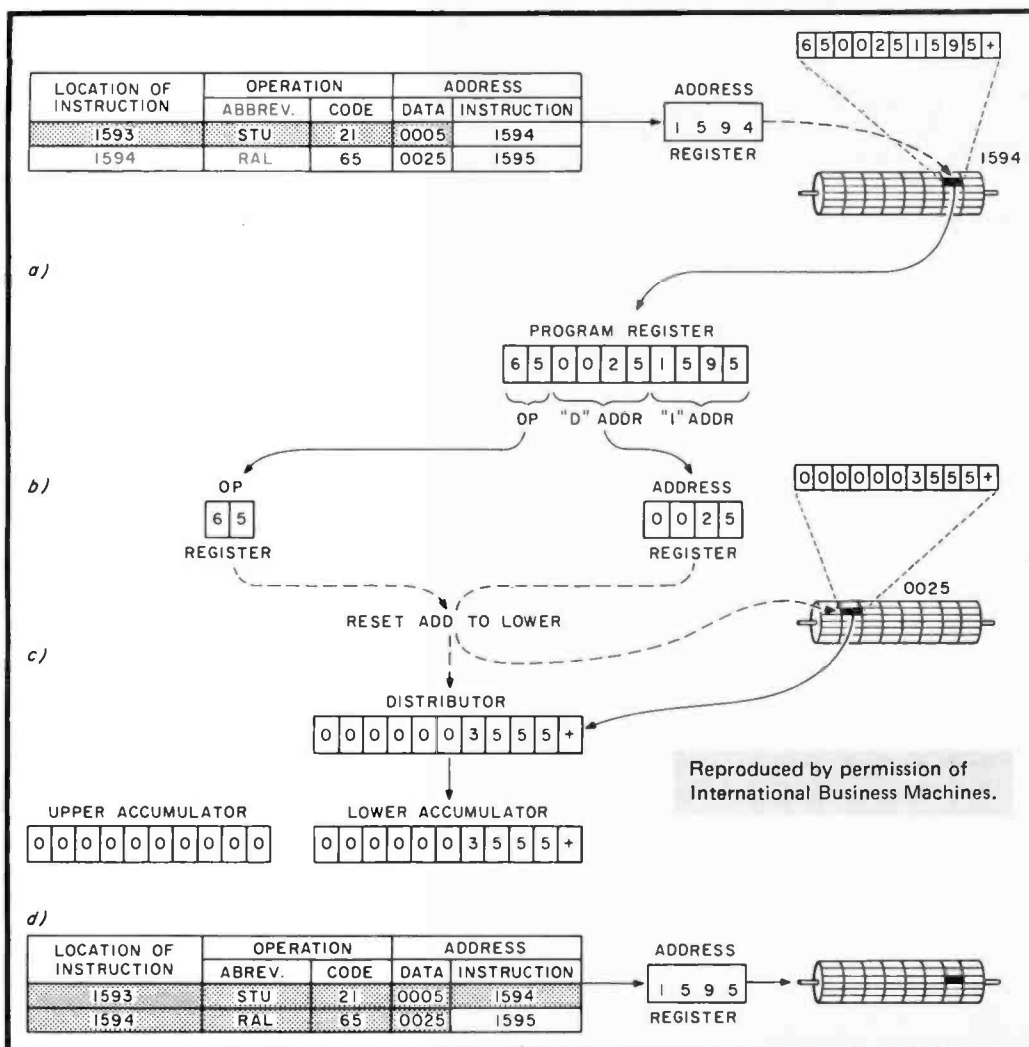 6 5 0 0 2 5 1 5 9 5 +
LOCATION OF INSTRUCTION OPERATION ADDRESS
ABBREV. CODE DATA INSTRUCTION
1593 STU 21 0005 1594
1594 RAL 65 0025 1595
ADDRESS
1 5 9 4
REGISTER
1594
a)
PROGRAM REGISTER
6 5 0 0 2 5 1 5 9 5
OP "D" ADDR "I" ADDR
b)
OP
6 5
REGISTER
ADDRESS
0 0 2 5
REGISTER
0 0 0 0 0 0 3 5 5 5 +
0025
RESET ADD TO LOWER
c)
DISTRIBUTOR
0 0 0 0 0 0 3 5 5 5 +
Reproduced by permission of
International Business Machines.
UPPER ACCUMULATOR
0 0 0 0 0 0 0 0 0 0
LOWER ACCUMULATOR
0 0 0 0 0 0 3 5 5 5 +
d)
LOCATION OF INSTRUCTION OPERATION ADDRESS
ABREV. CODE DATA INSTRUCTION
1593 STU 21 0005 1594
1594 RAL 65 0025 1595
ADDRESS
1 5 9 5
REGISTER